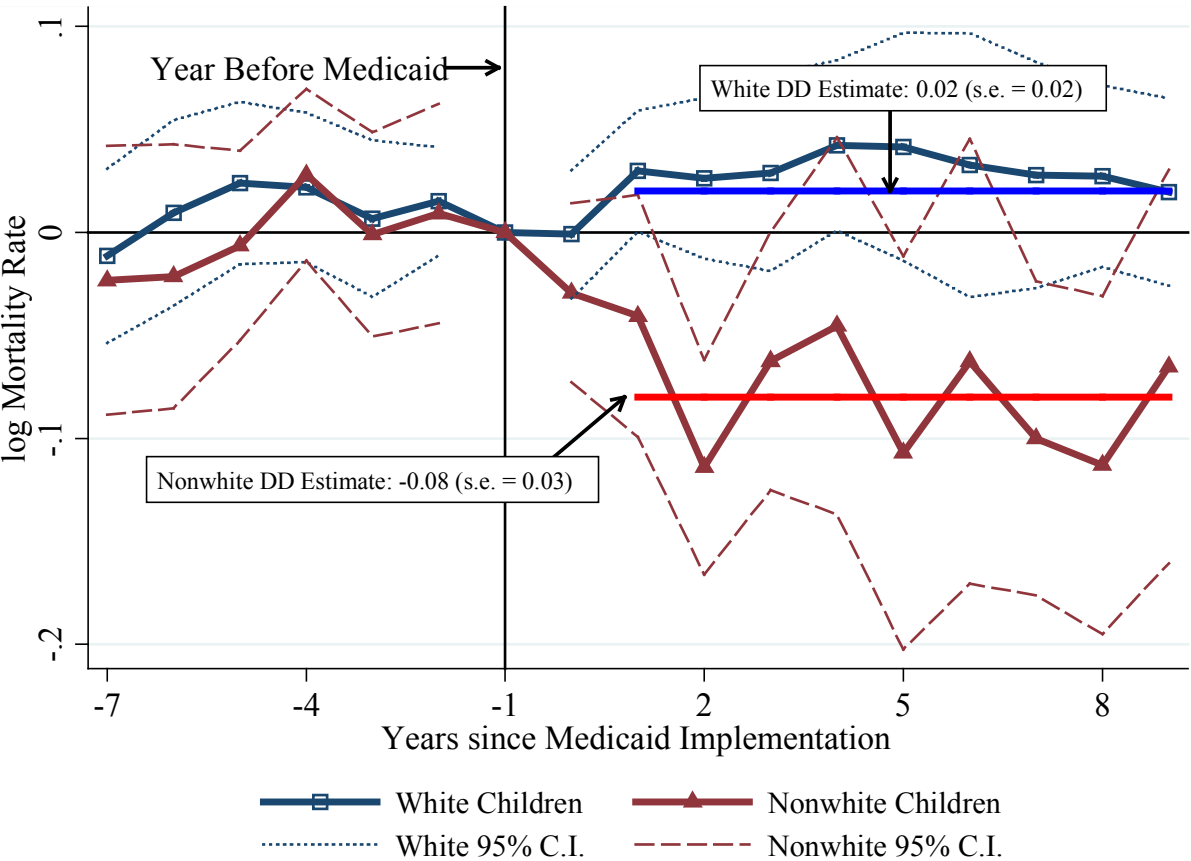 .1
Year Before Medicaid
White DD Estimate: 0.02 (s.e. = 0.02)
0
log Mortality Rate
-.1
Nonwhite DD Estimate: -0.08 (s.e. = 0.03)
-.2
-7 -4 -1 2 5 8
Years since Medicaid Implementation
White Children Nonwhite Children
White 95% C.I. Nonwhite 95% C.I.